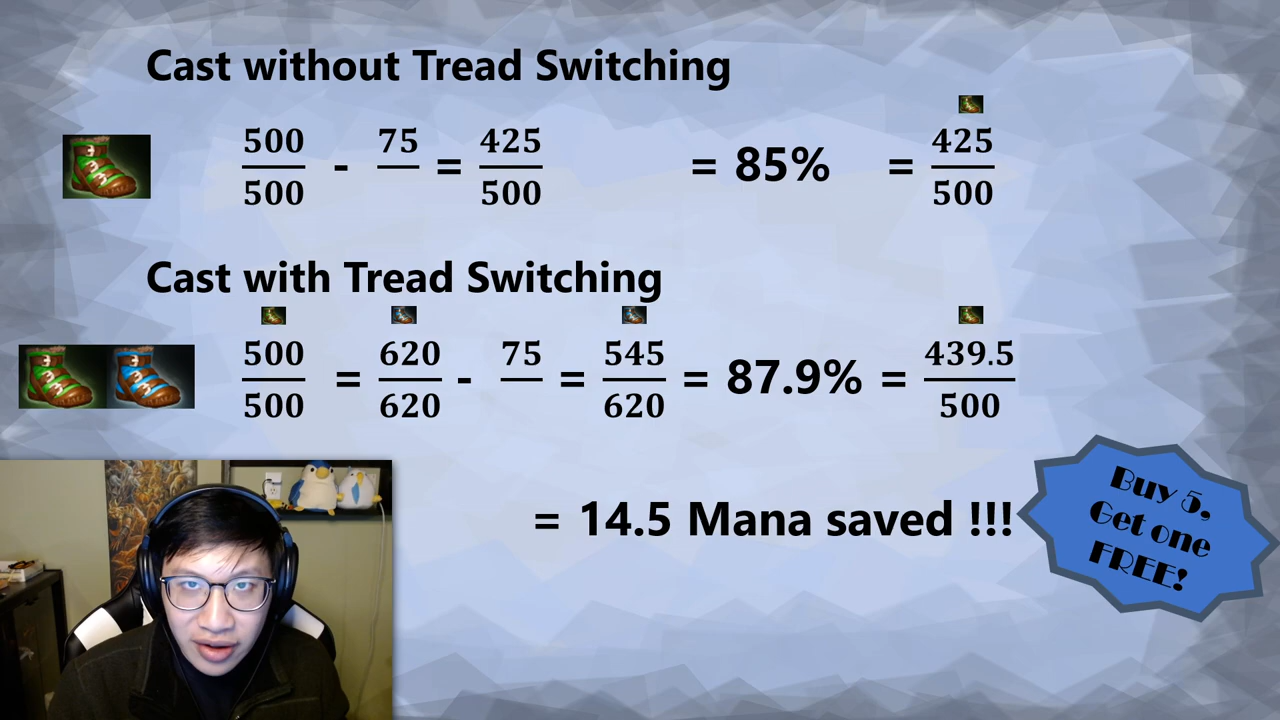 Cast without Tread Switching
500/500 - 75/ = 425/500 = 85% = 425/500
Cast with Tread Switching
500/500 = 620/620 - 75/ = 545/620 = 87.9% = 439.5/500
= 14.5 Mana saved !!!
Buy 5,
Get one
FREE!